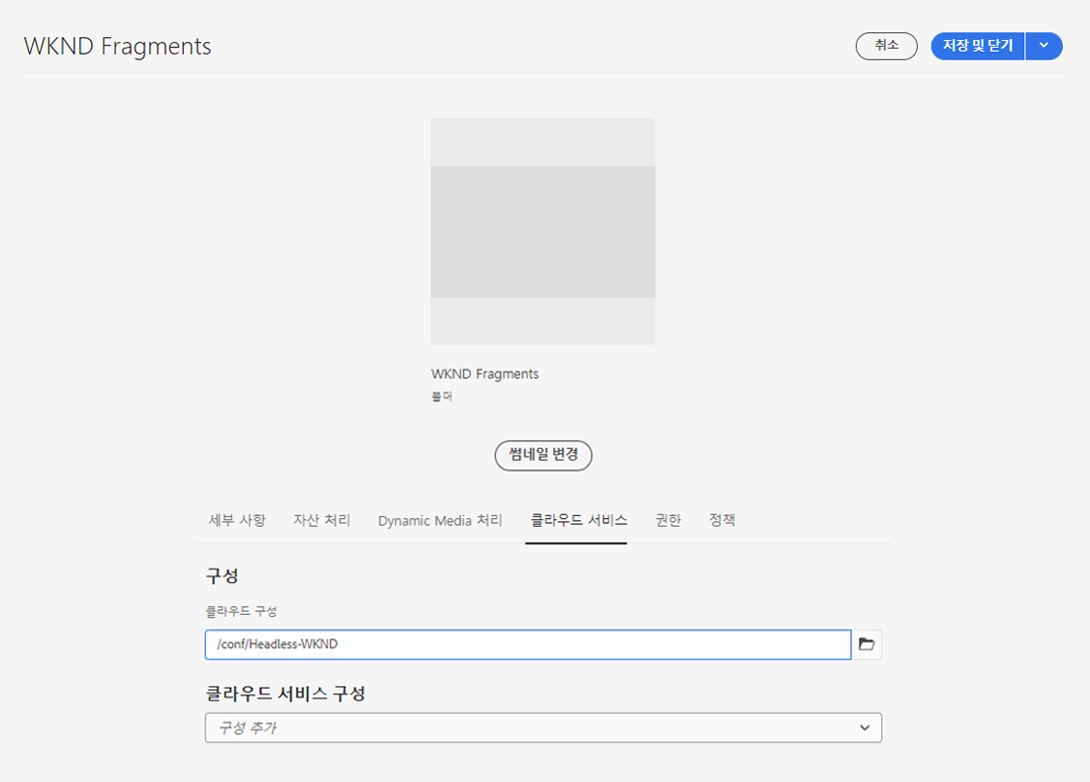 WKND Fragments
취소
저장 및 닫기
WKND Fragments
폴더
썸네일 변경
세부 사항 자산 처리 Dynamic Media 처리 클라우드 서비스 권한 정책
구성
클라우드 구성
/conf/Headless-WKND
클라우드 서비스 구성
구성 추가